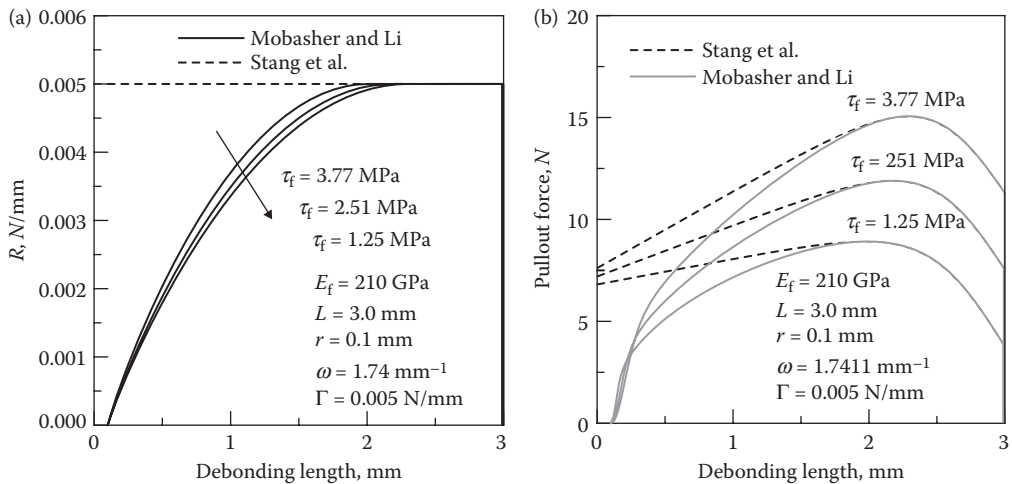 (a)
0.006
0.005
0.004
0.003
0.002
0.001
0.000
R, N/mm
Mobasher and Li
Stang et al.
τf = 3.77 MPa
τf = 2.51 MPa
τf = 1.25 MPa
Ef = 210 GPa
L = 3.0 mm
r = 0.1 mm
ω = 1.74 mm−1
Γ = 0.005 N/mm
0
1
2
3
Debonding length, mm
(b)
20
15
10
5
0
Pullout force, N
Stang et al.
Mobasher and Li
τf = 3.77 MPa
τf = 251 MPa
τf = 1.25 MPa
Ef = 210 GPa
L = 3.0 mm
r = 0.1 mm
ω = 1.7411 mm−1
Γ = 0.005 N/mm
0
1
2
3
Debonding length, mm